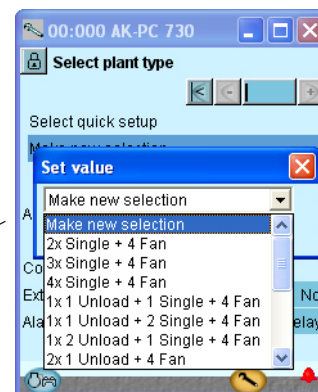 00:000 AK-PC 730
Select plant type
Select quick setup
Make new selection
Set value
Make new selection
Make new selection
2x Single + 4 Fan
3x Single + 4 Fan
4x Single + 4 Fan
1x 1 Unload + 1 Single + 4 Fan
1x 1 Unload + 2 Single + 4 Fan
1x 2 Unload + 1 Single + 4 Fan
2x 1 Unload + 4 Fan